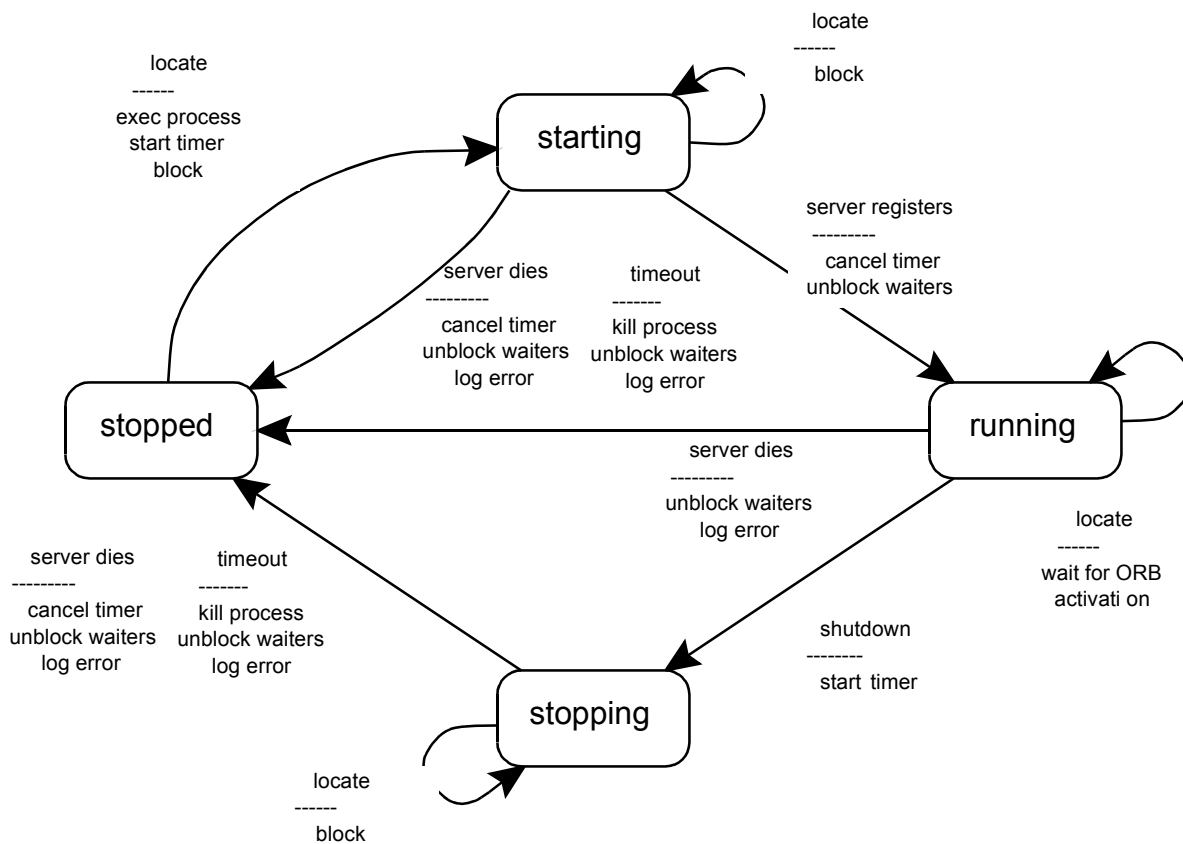 locate
------
block
locate
------
exec process
start timer
block
starting
server registers
---------
cancel timer
unblock waiters
server dies
---------
cancel timer
unblock waiters
log error
timeout
-------
kill process
unblock waiters
log error
stopped
running
server dies
---------
unblock waiters
log error
locate
------
wait for ORB
activati on
server dies
---------
cancel timer
unblock waiters
log error
timeout
-------
kill process
unblock waiters
log error
shutdown
--------
start timer
stopping
locate
------
block